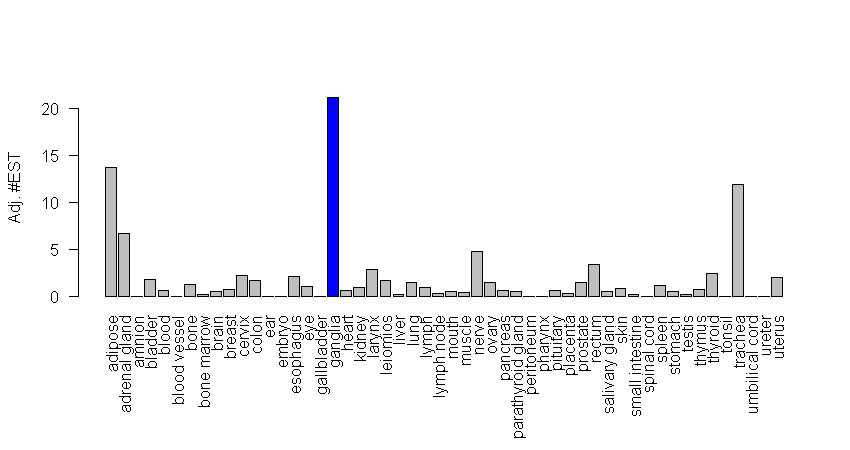 Adj. #EST
20
15
10
5
0
adipose
adrenal gland
amnion
bladder
blood
blood vessel
bone
bone marrow
brain
breast
cervix
colon
ear
embryo
esophagus
eye
gallbladder
ganglia
heart
kidney
larynx
leiomios
liver
lung
lymph
lymph node
mouth
muscle
nerve
ovary
pancreas
parathyroid gland
peritoneum
pharynx
pituitary
placenta
prostate
rectum
salivary gland
skin
small intestine
spinal cord
spleen
stomach
testis
thymus
thyroid
tonsil
trachea
umbilical cord
ureter
uterus